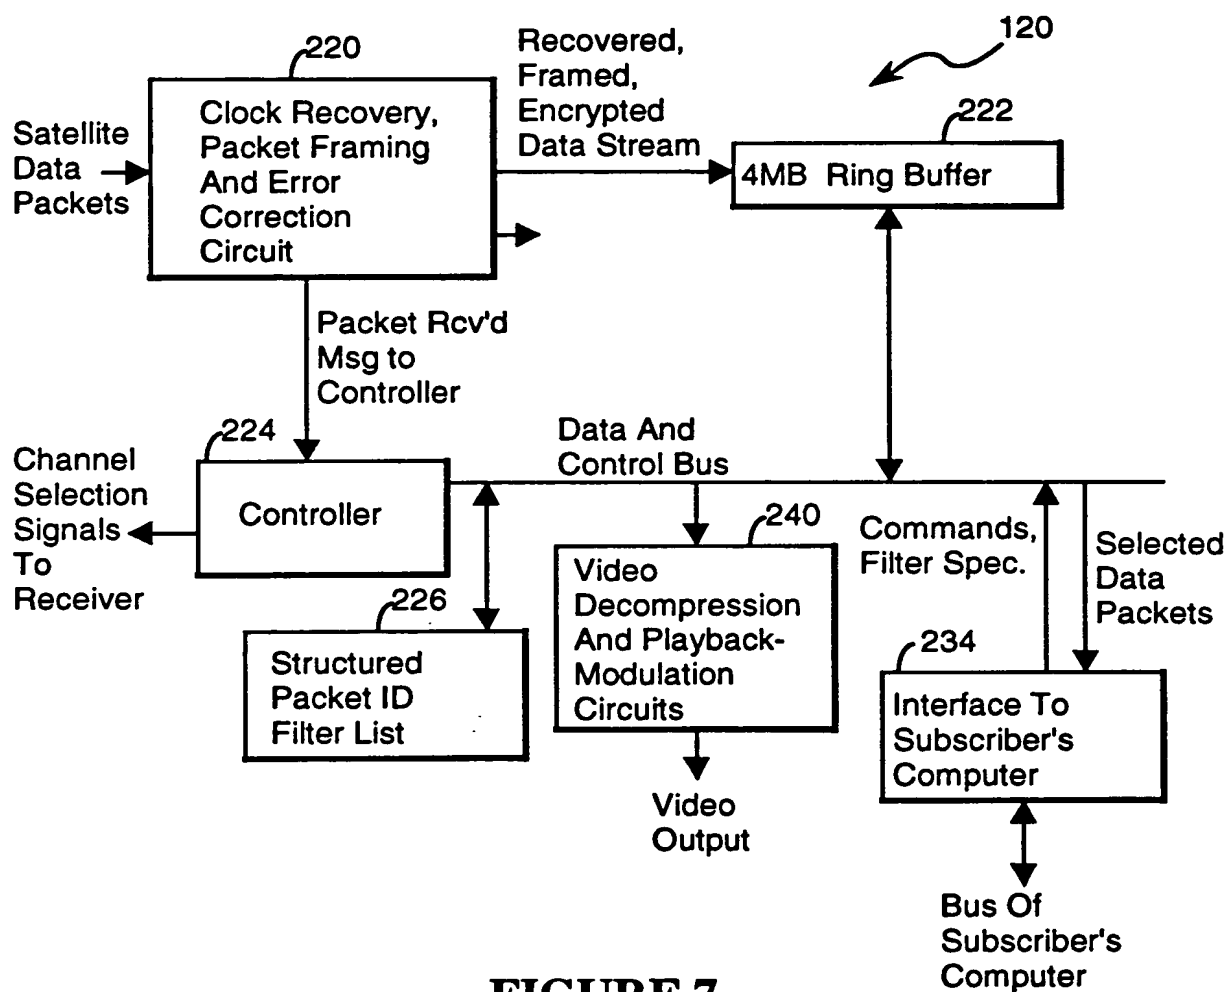 120
220
Recovered,
Framed,
Encrypted
Data Stream
Satellite
Data
Packets
Clock Recovery,
Packet Framing
And Error
Correction
Circuit
222
4MB Ring Buffer
Packet Rcv'd
Msg to
Controller
224
Channel
Selection
Signals
To
Receiver
Controller
Data And
Control Bus
226
Structured
Packet ID
Filter List
240
Video
Decompression
And Playback-
Modulation
Circuits
Video
Output
Commands,
Filter Spec.
Selected
Data
Packets
234
Interface To
Subscriber's
Computer
Bus Of
Subscriber's
Computer
FIGURE 7